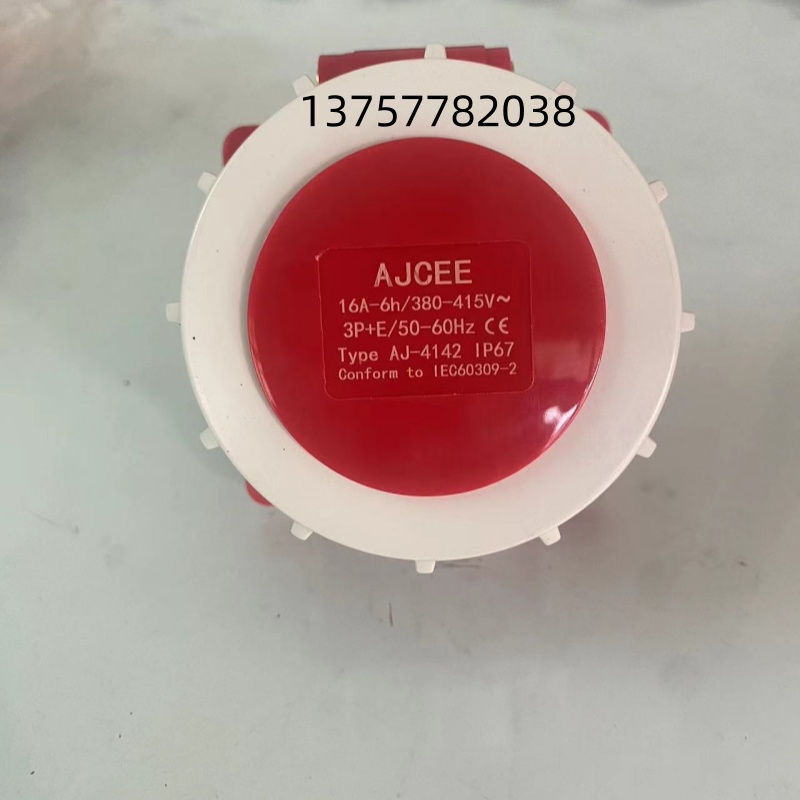 13757782038
AJCEE
16A-6h/380-415V~
3P+E/50-60Hz CE
Type AJ-4142 IP67
Conform to IEC60309-2